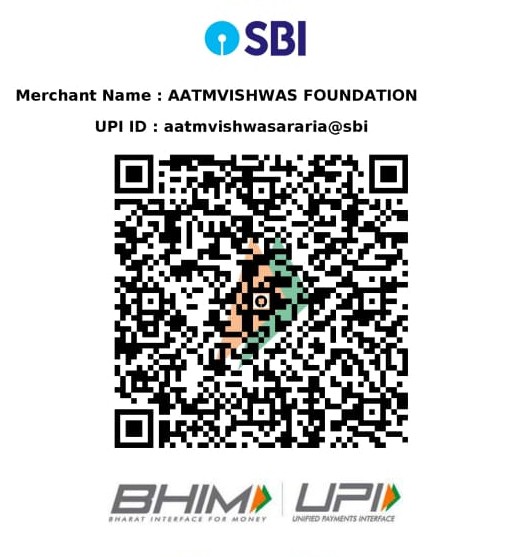 SBI
Merchant Name : AATMVISHWAS FOUNDATION
UPI ID : aatmvishwasararia@sbi
BHIM UPI
BHARAT INTERFACE FOR MONEY UNIFIED PAYMENTS INTERFACE